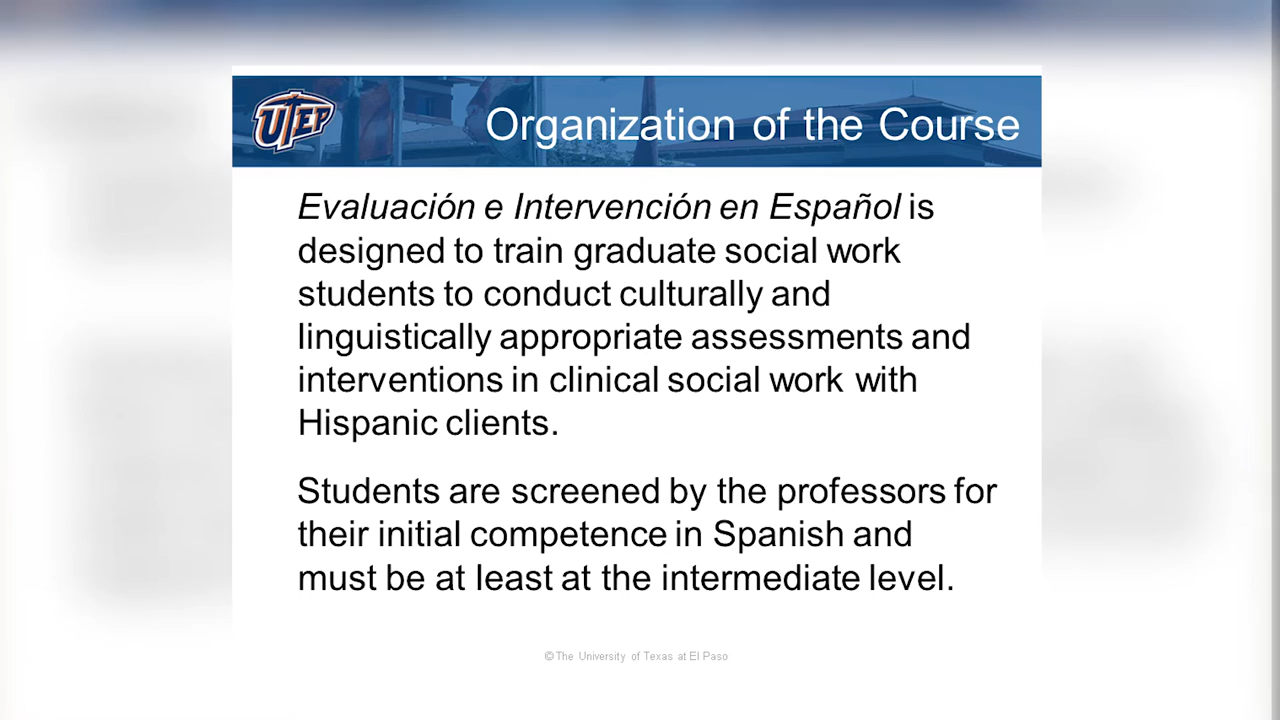 UTEP
Organization of the Course
Evaluación e Intervención en Español is
designed to train graduate social work
students to conduct culturally and
linguistically appropriate assessments and
interventions in clinical social work with
Hispanic clients.
Students are screened by the professors for
their initial competence in Spanish and
must be at least at the intermediate level.
© The University of Texas at El Paso